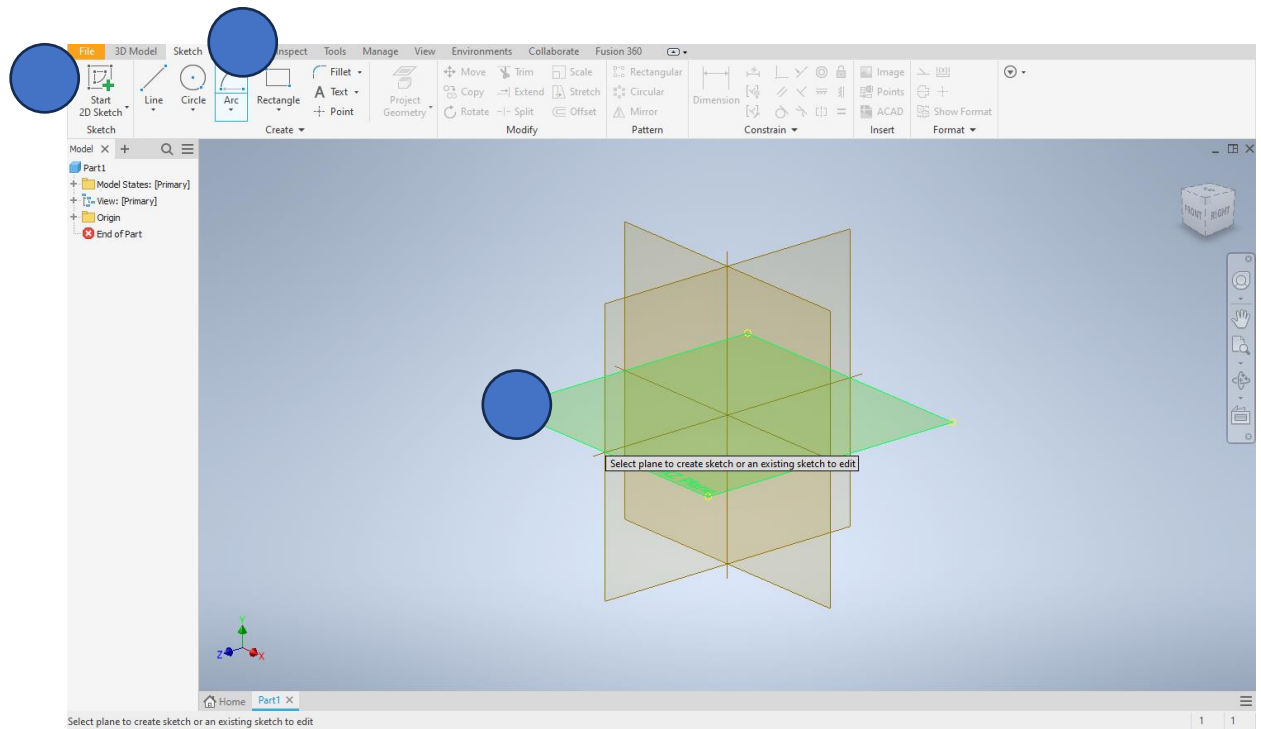 File 3D Model Sketch Inspect Tools Manage View Environments Collaborate Fusion 360
Start
2D Sketch
Line Circle Arc Rectangle
Fillet
Text
Point
Project
Geometry
Move Trim Scale
Copy Extend Stretch
Rotate Split Offset
Rectangular
Circular
Mirror
Dimension
Image
Points
ACAD
Show Format
Sketch Create Modify Pattern Constrain Insert Format
Model
Part1
Model States: [Primary]
View: [Primary]
Origin
End of Part
FRONT RIGHT
Select plane to create sketch or an existing sketch to edit
Y
Z X
Home Part1
Select plane to create sketch or an existing sketch to edit 1 1